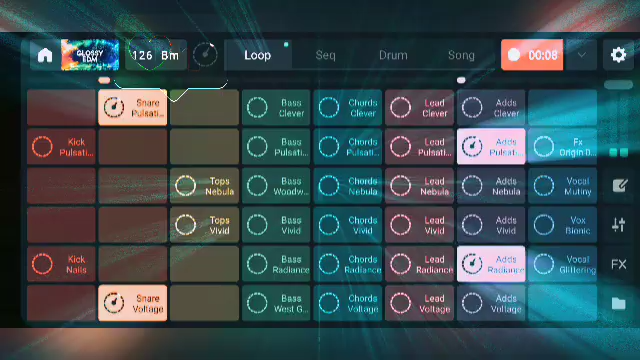 GLOSSY
EDM
126 Bm
Loop
Seq
Drum
Song
00:08
Snare
Pulsati...
Bass
Clever
Chords
Clever
Lead
Clever
Adds
Clever
Kick
Pulsati...
Bass
Pulsati...
Chords
Pulsati...
Lead
Pulsati...
Adds
Pulsati...
Fx
Origin D...
Tops
Nebula
Bass
Woodw...
Chords
Nebula
Lead
Nebula
Adds
Nebula
Vocal
Mutiny
Tops
Vivid
Bass
Vivid
Chords
Vivid
Lead
Vivid
Adds
Vivid
Vox
Bionic
Kick
Nails
Bass
Radiance
Chords
Radiance
Lead
Radiance
Adds
Radiance
Vocal
Glittering
FX
Snare
Voltage
Bass
West G...
Chords
Voltage
Lead
Voltage
Adds
Voltage